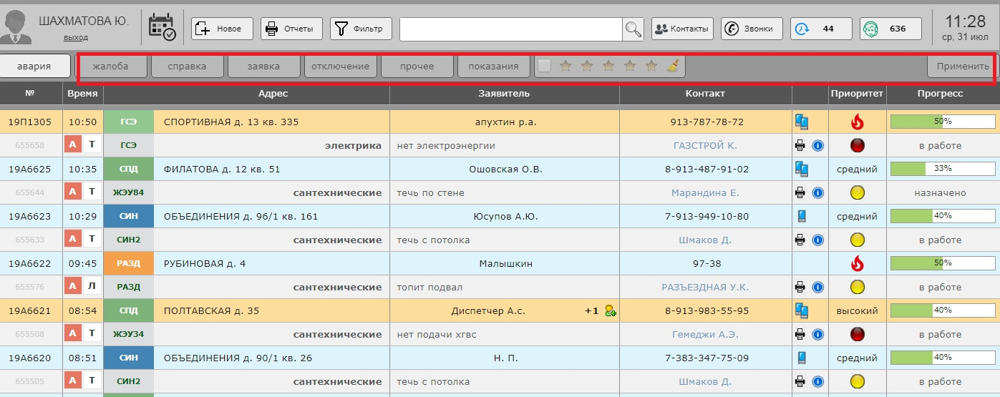 ШАХМАТОВА Ю.
выход
Новое
Отчеты
Фильтр
Контакты
Звонки
44
636
11:28
ср, 31 июл
авария жалоба справка заявка отключение прочее показания Применить
№ Время Адрес Заявитель Контакт Приоритет Прогресс
19П1305 10:50 ГСЭ СПОРТИВНАЯ д. 13 кв. 335 апухтин р.а. 913-787-78-72 50%
655658 А Т ГСЭ электрика нет электроэнергии ГАЗСТРОЙ К. в работе
19А6625 10:35 СПД ФИЛАТОВА д. 12 кв. 51 Ошовская О.В. 8-913-487-91-02 средний 33%
655644 А Т ЖЭУ84 сантехнические течь по стене Марандина Е. назначено
19А6623 10:29 СИН ОБЪЕДИНЕНИЯ д. 96/1 кв. 161 Юсупов А.Ю. 7-913-949-10-80 средний 40%
655633 А Т СИН2 сантехнические течь с потолка Шмаков Д. в работе
19А6622 09:45 РАЗД РУБИНОВАЯ д. 4 Малышкин 97-38 50%
655576 А Л РАЗД сантехнические топит подвал РАЗЪЕЗДНАЯ У.К. в работе
19А6621 08:54 СПД ПОЛТАВСКАЯ д. 35 Диспетчер А.с. +1 8-913-983-55-95 высокий 40%
655508 А Т ЖЭУ34 сантехнические нет подачи хгвс Гемеджи А.Э. в работе
19А6620 08:51 СИН ОБЪЕДИНЕНИЯ д. 90/1 кв. 26 Н. П. 7-383-347-75-09 средний 40%
655505 А Т СИН2 сантехнические течь с потолка Шмаков Д. в работе